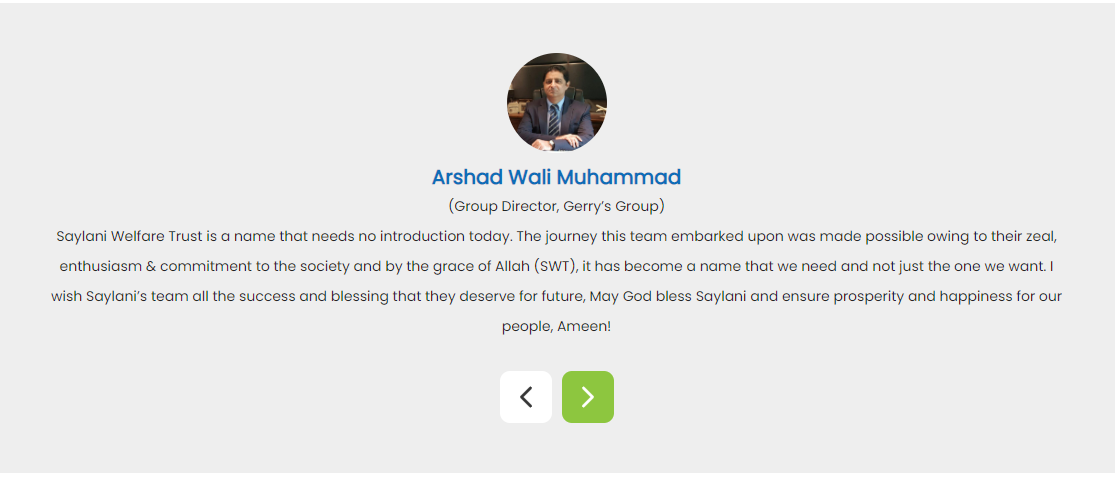 Arshad Wali Muhammad
(Group Director, Gerry's Group)
Saylani Welfare Trust is a name that needs no introduction today. The journey this team embarked upon was made possible owing to their zeal,
enthusiasm & commitment to the society and by the grace of Allah (SWT), it has become a name that we need and not just the one we want. I
wish Saylani's team all the success and blessing that they deserve for future, May God bless Saylani and ensure prosperity and happiness for our
people, Ameen!